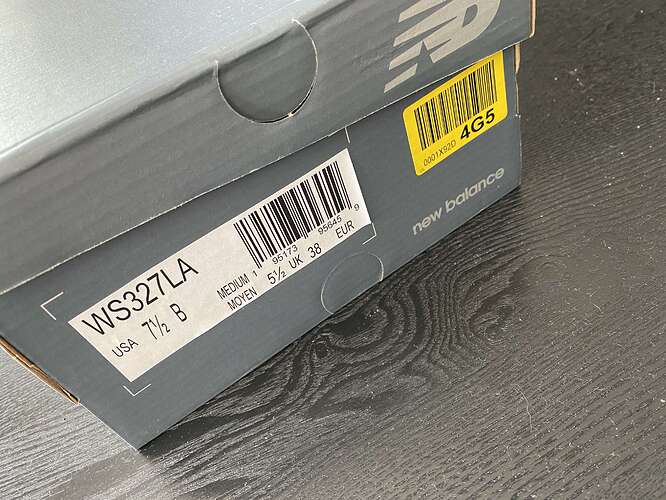 4G5
0001X92D
new balance
WS327LA
USA 7½ B
MEDIUM
MOYEN
1 95173 95645 9
5½ UK 38 EUR